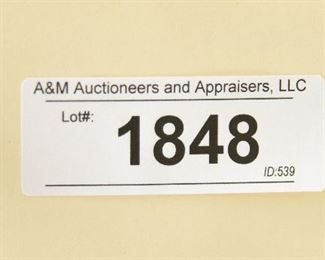 A&M Auctioneers and Appraisers, LLC
Lot#:
1848
ID:539